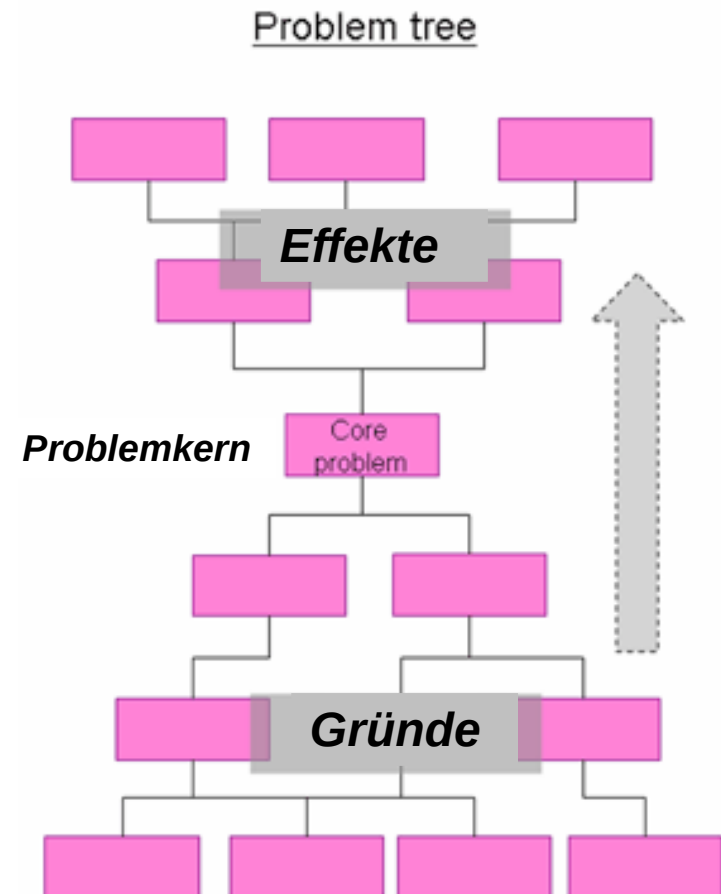 Problem tree
Effekte
Problemkern
Core
problem
Gründe